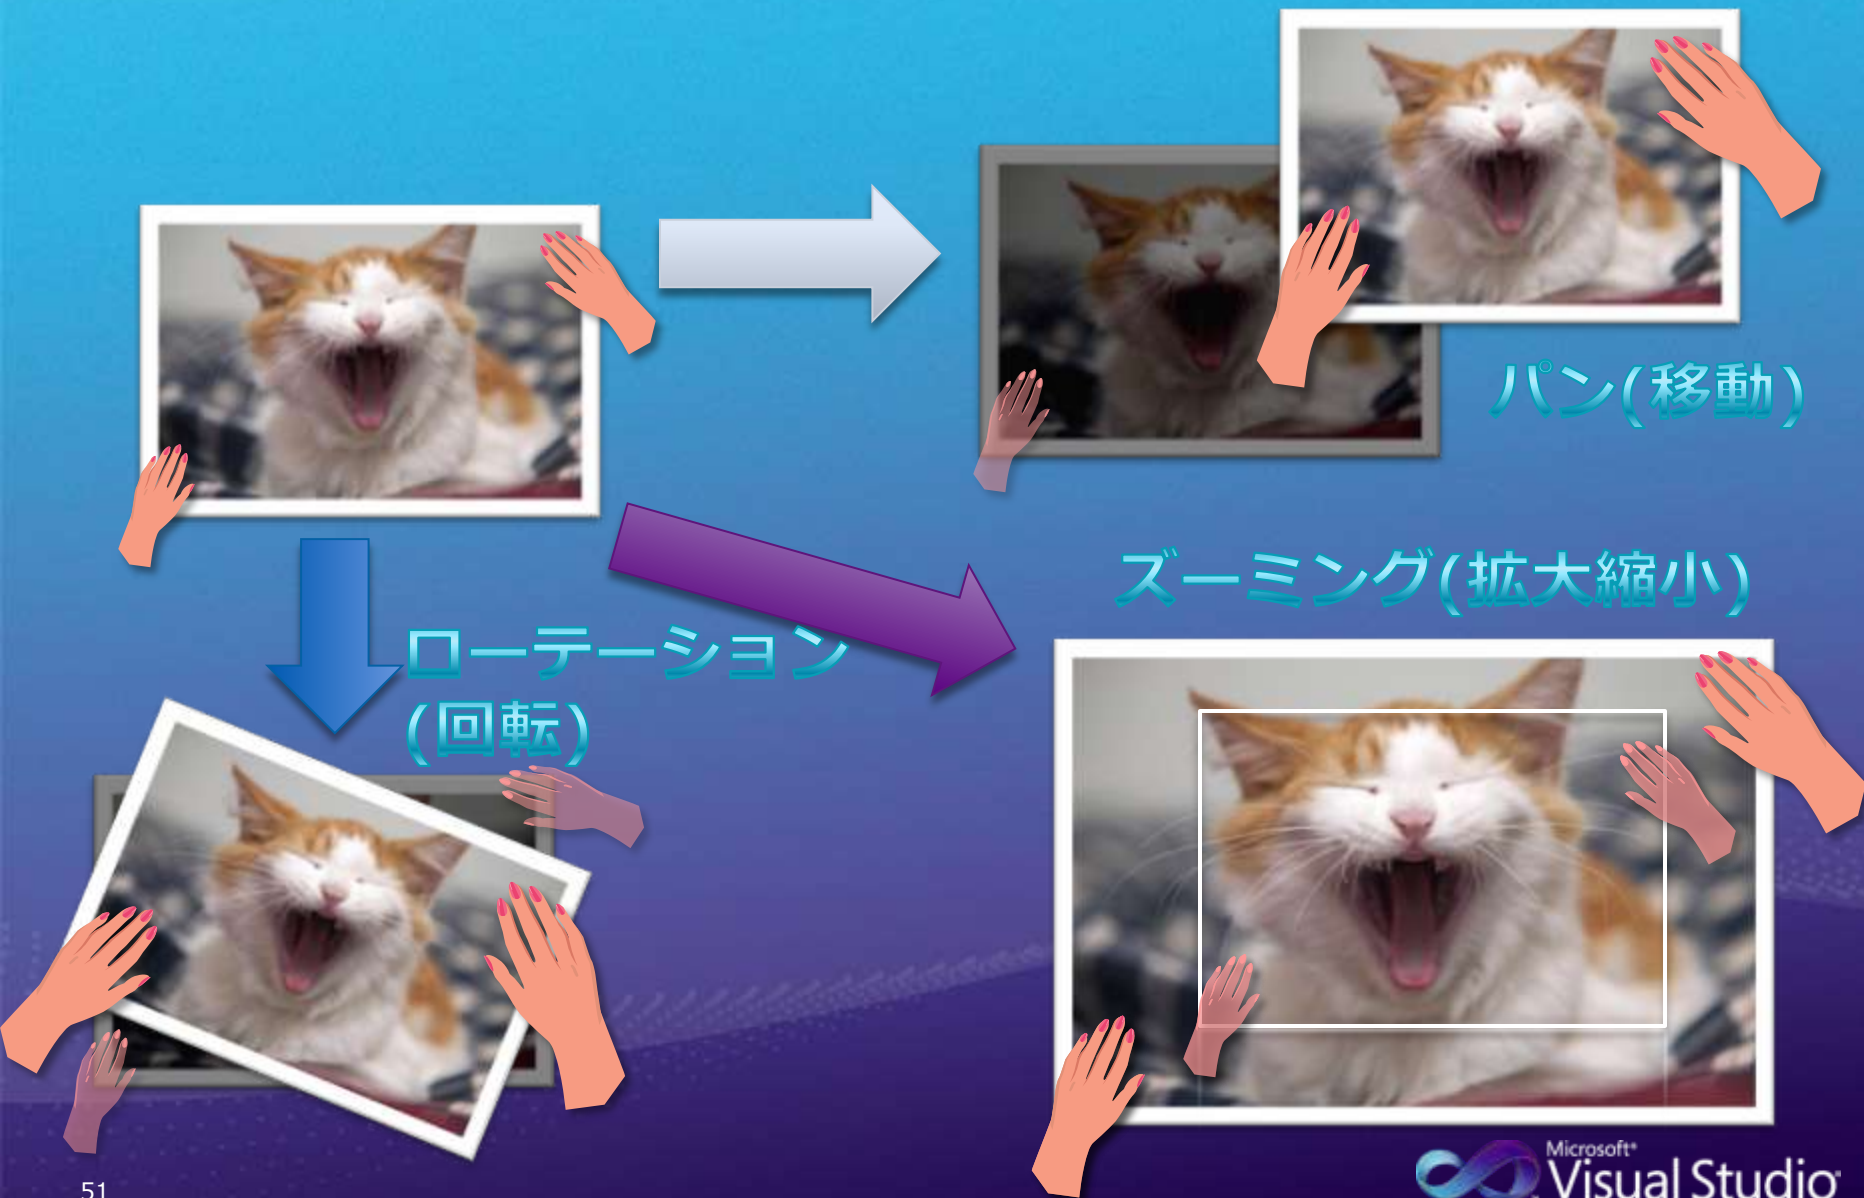 パン(移動)
ズーミング(拡大縮小)
ローテーション
(回転)
51
Microsoft®
Visual Studio®